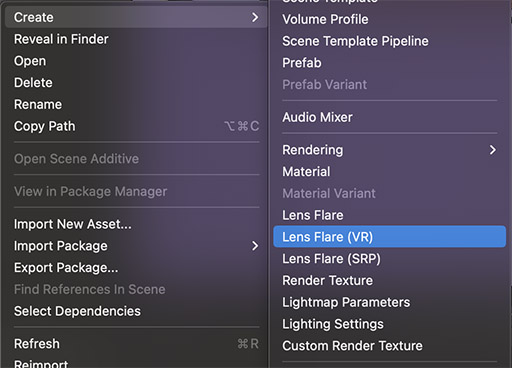 Create
Reveal in Finder
Open
Delete
Rename
Copy Path ⌥⌘C
Open Scene Additive
View in Package Manager
Import New Asset...
Import Package
Export Package...
Find References In Scene
Select Dependencies
Refresh ⌘R
Reimport
Scene Template
Volume Profile
Scene Template Pipeline
Prefab
Prefab Variant
Audio Mixer
Rendering
Material
Material Variant
Lens Flare
Lens Flare (VR)
Lens Flare (SRP)
Render Texture
Lightmap Parameters
Lighting Settings
Custom Render Texture